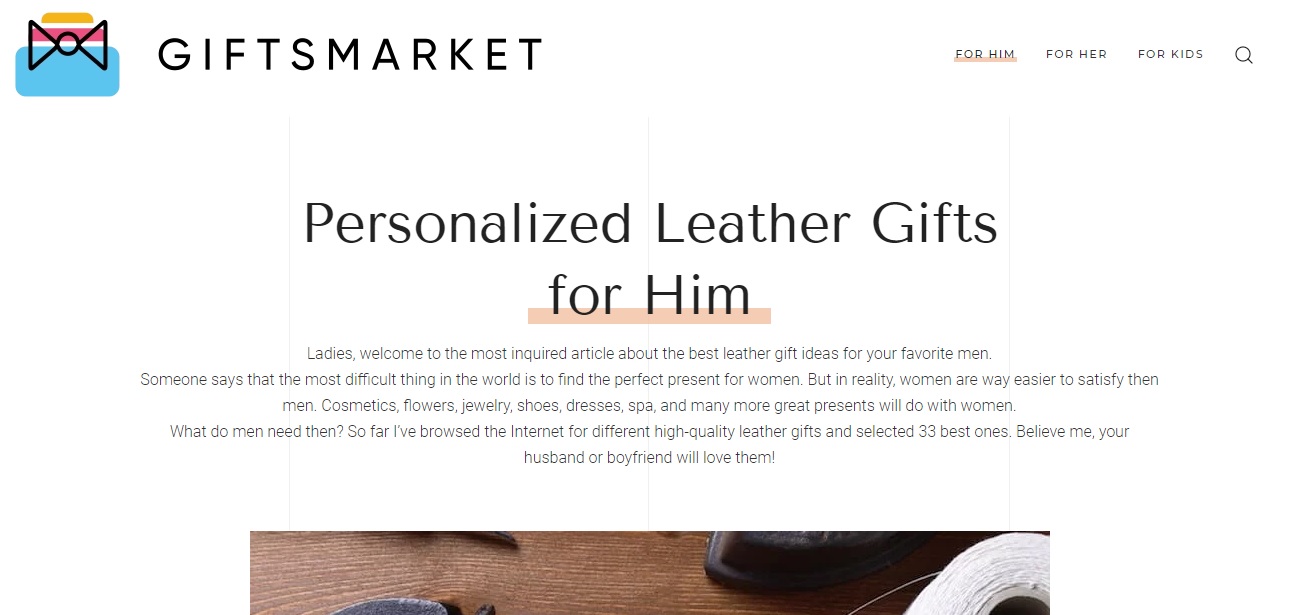 GIFTSMARKET
FOR HIM
FOR HER
FOR KIDS
Personalized Leather Gifts
for Him
Ladies, welcome to the most inquired article about the best leather gift ideas for your favorite men.
Someone says that the most difficult thing in the world is to find the perfect present for women. But in reality, women are way easier to satisfy then
men. Cosmetics, flowers, jewelry, shoes, dresses, spa, and many more great presents will do with women.
What do men need then? So far I’ve browsed the Internet for different high-quality leather gifts and selected 33 best ones. Believe me, your
husband or boyfriend will love them!